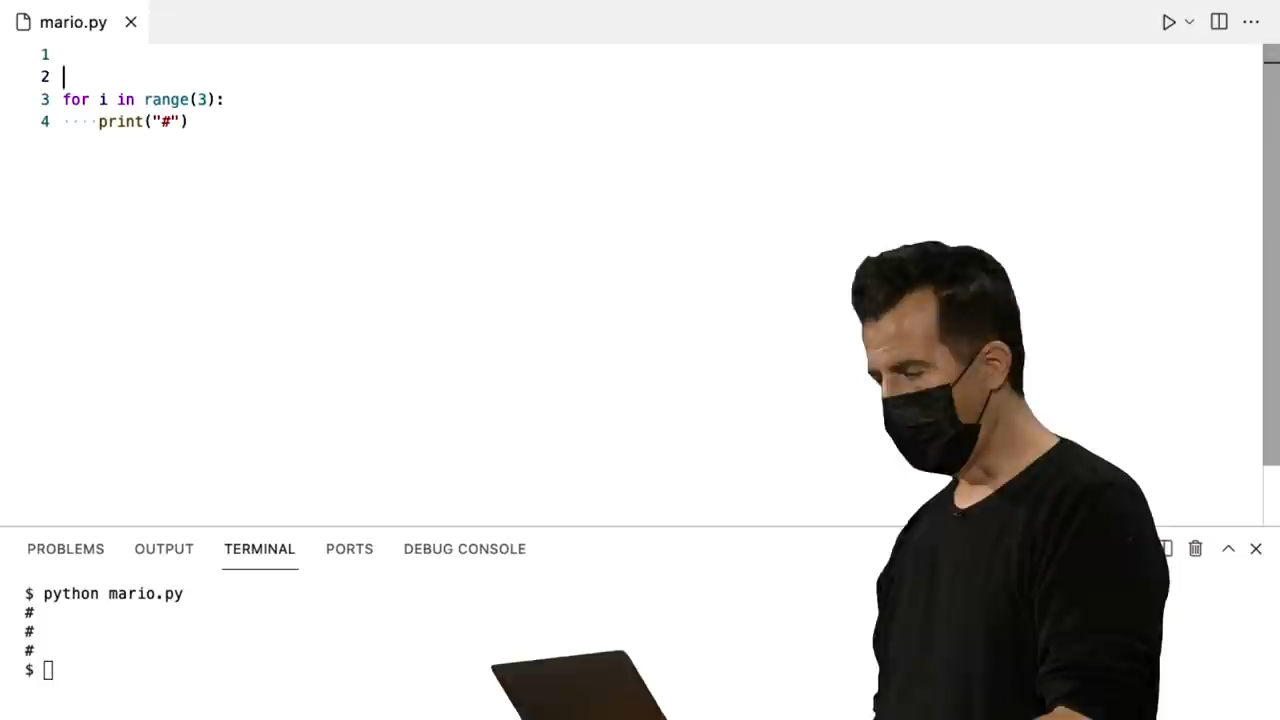 mario.py
1
2
3 for i in range(3):
4 ····print("#")
PROBLEMS OUTPUT TERMINAL PORTS DEBUG CONSOLE
$ python mario.py
#
#
#
$